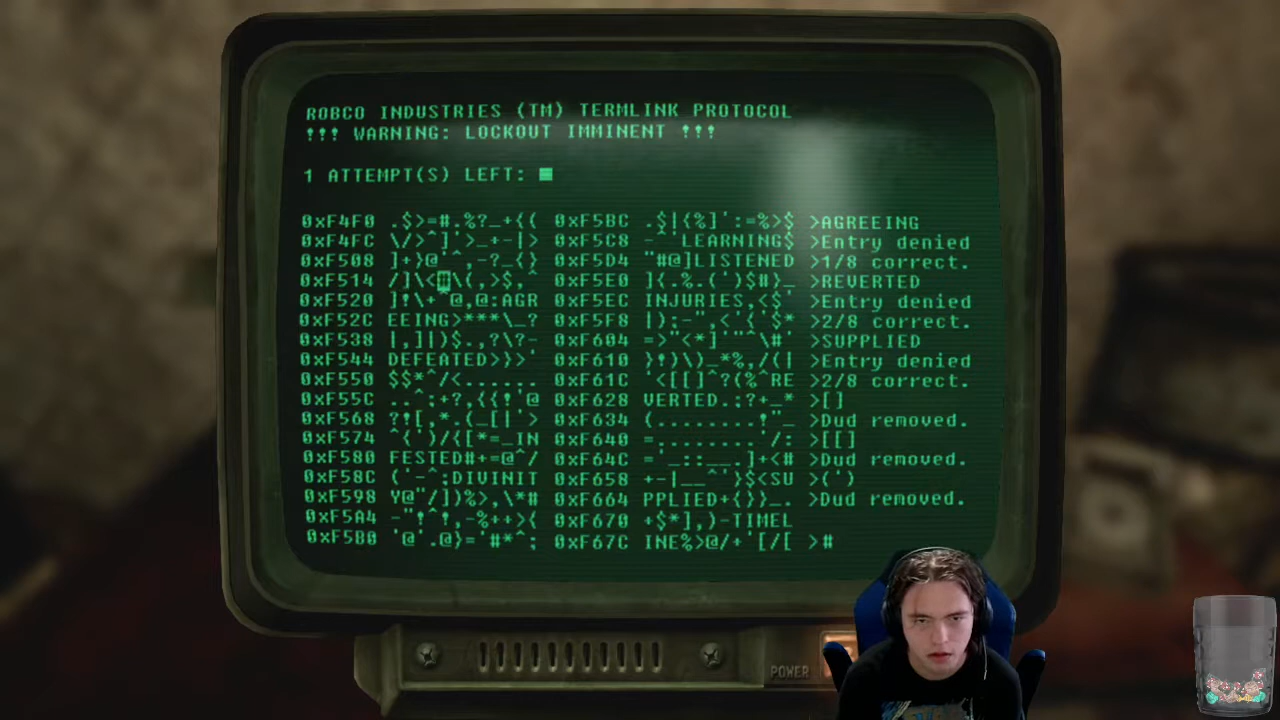 ROBCO INDUSTRIES (TM) TERMLINK PROTOCOL
!!! WARNING: LOCKOUT IMMINENT !!!
1 ATTEMPT(S) LEFT:
0xF4F0 .$>=#.%?_+{( 0xF5BC .$|{%]':=%>$ >AGREEING
0xF4FC \/>^]'>_+-|> 0xF5C8 -^'LEARNING$ >Entry denied
0xF508 ]+}@'^,-?_{} 0xF5D4 "#@]LISTENED >1/8 correct.
0xF514 /]\<#\(,>$,^ 0xF5E0 ]{.%.(')$#}_ >REVERTED
0xF520 ]!\+*@,@:AGR 0xF5EC INJURIES,<$' >Entry denied
0xF52C EEING>***\_? 0xF5F8 |);-",<'{'$* >2/8 correct.
0xF538 |,]|)$.,?\?- 0xF604 =>"<*]'"^\#' >SUPPLIED
0xF544 DEFEATED>}>' 0xF610 }!)\)_*%,/(| >Entry denied
0xF550 $$*^/<...... 0xF61C '<[[]^?(%^RE >2/8 correct.
0xF55C ..^;+?,{{!'@ 0xF628 VERTED.:?+_* >[]
0xF568 ?![,*.(_[|'> 0xF634 (........!"_ >Dud removed.
0xF574 ^{')/{[*=_IN 0xF640 =........'/: >[[]
0xF580 FESTED#+=@^/ 0xF64C ='_::__.]+<# >Dud removed.
0xF58C ('-^;DIVINIT 0xF658 +-|__^'}$<SU >(')
0xF598 Y@"/])%>,\*# 0xF664 PPLIED+{}}_. >Dud removed.
0xF5A4 -"!^!,-%++>{ 0xF670 +$*],)-TIMEL
0xF5B0 '@'.@}='#*^; 0xF67C INE%>@/+'[/[ >#
POWER